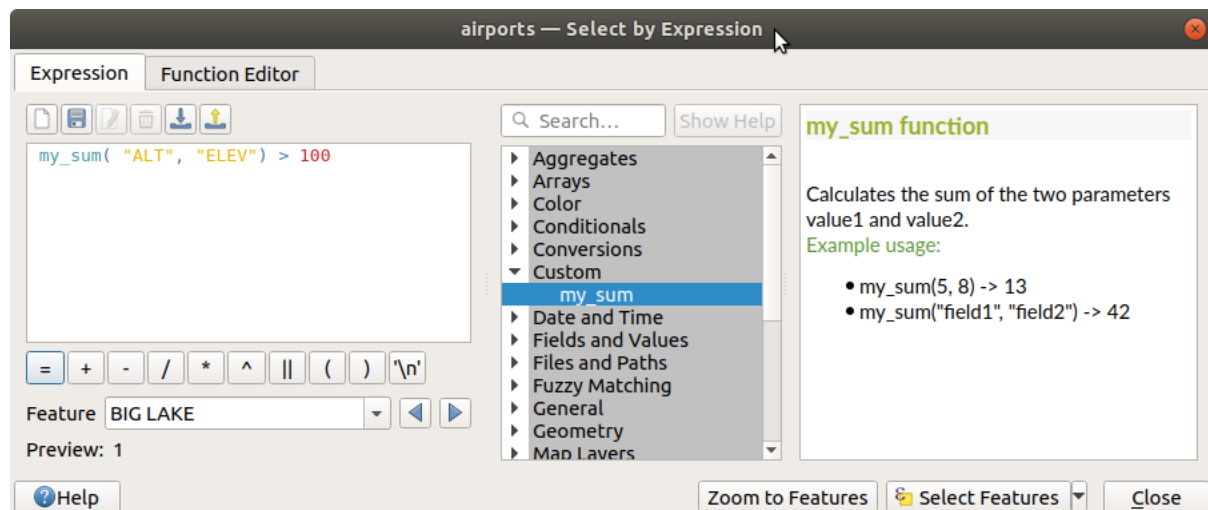 airports — Select by Expression
Expression
Function Editor
my_sum( "ALT", "ELEV") > 100
= + - / * ^ || ( ) '\n'
Feature BIG LAKE
Preview: 1
Search... Show Help
Aggregates
Arrays
Color
Conditionals
Conversions
Custom
my_sum
Date and Time
Fields and Values
Files and Paths
Fuzzy Matching
General
Geometry
Map Layers
my_sum function
Calculates the sum of the two parameters
value1 and value2.
Example usage:
my_sum(5, 8) -> 13
my_sum("field1", "field2") -> 42
Help
Zoom to Features
Select Features
Close